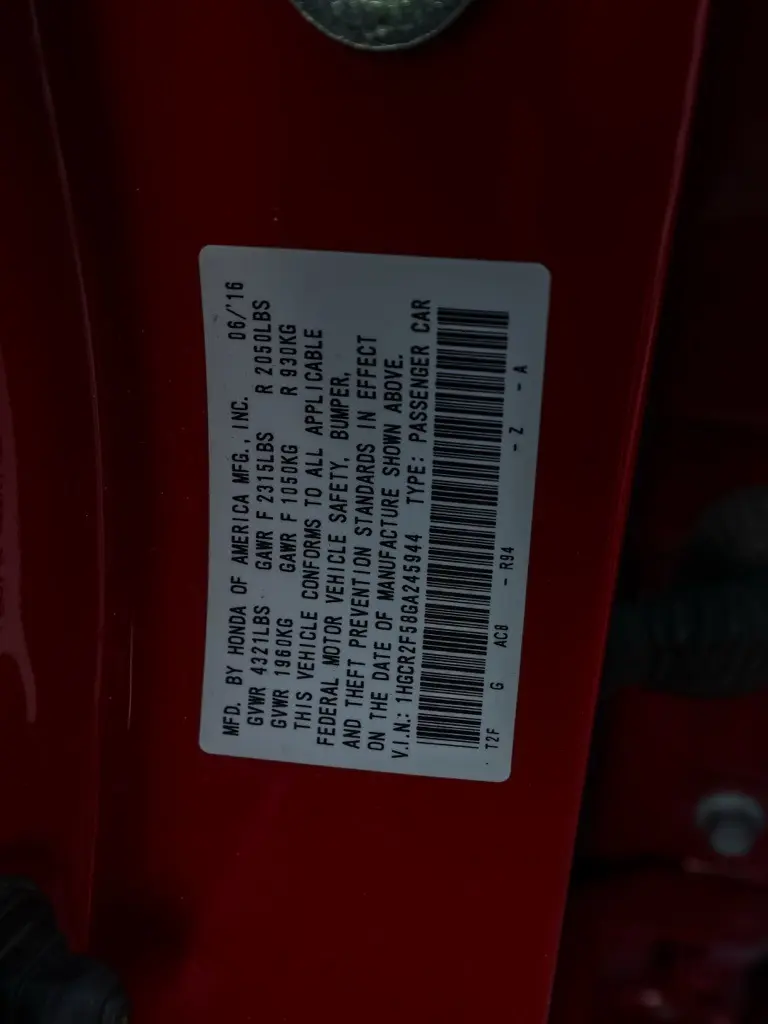 MFD. BY HONDA OF AMERICA MFG., INC. 06/'16
GVWR 4321LBS GAWR F 2315LBS R 2050LBS
GVWR 1960KG GAWR F 1050KG R 930KG
THIS VEHICLE CONFORMS TO ALL APPLICABLE
FEDERAL MOTOR VEHICLE SAFETY, BUMPER,
AND THEFT PREVENTION STANDARDS IN EFFECT
ON THE DATE OF MANUFACTURE SHOWN ABOVE.
V.I.N.: 1HGCR2F58GA245944 TYPE: PASSENGER CAR
T2F G AC8 - R94 - Z - A